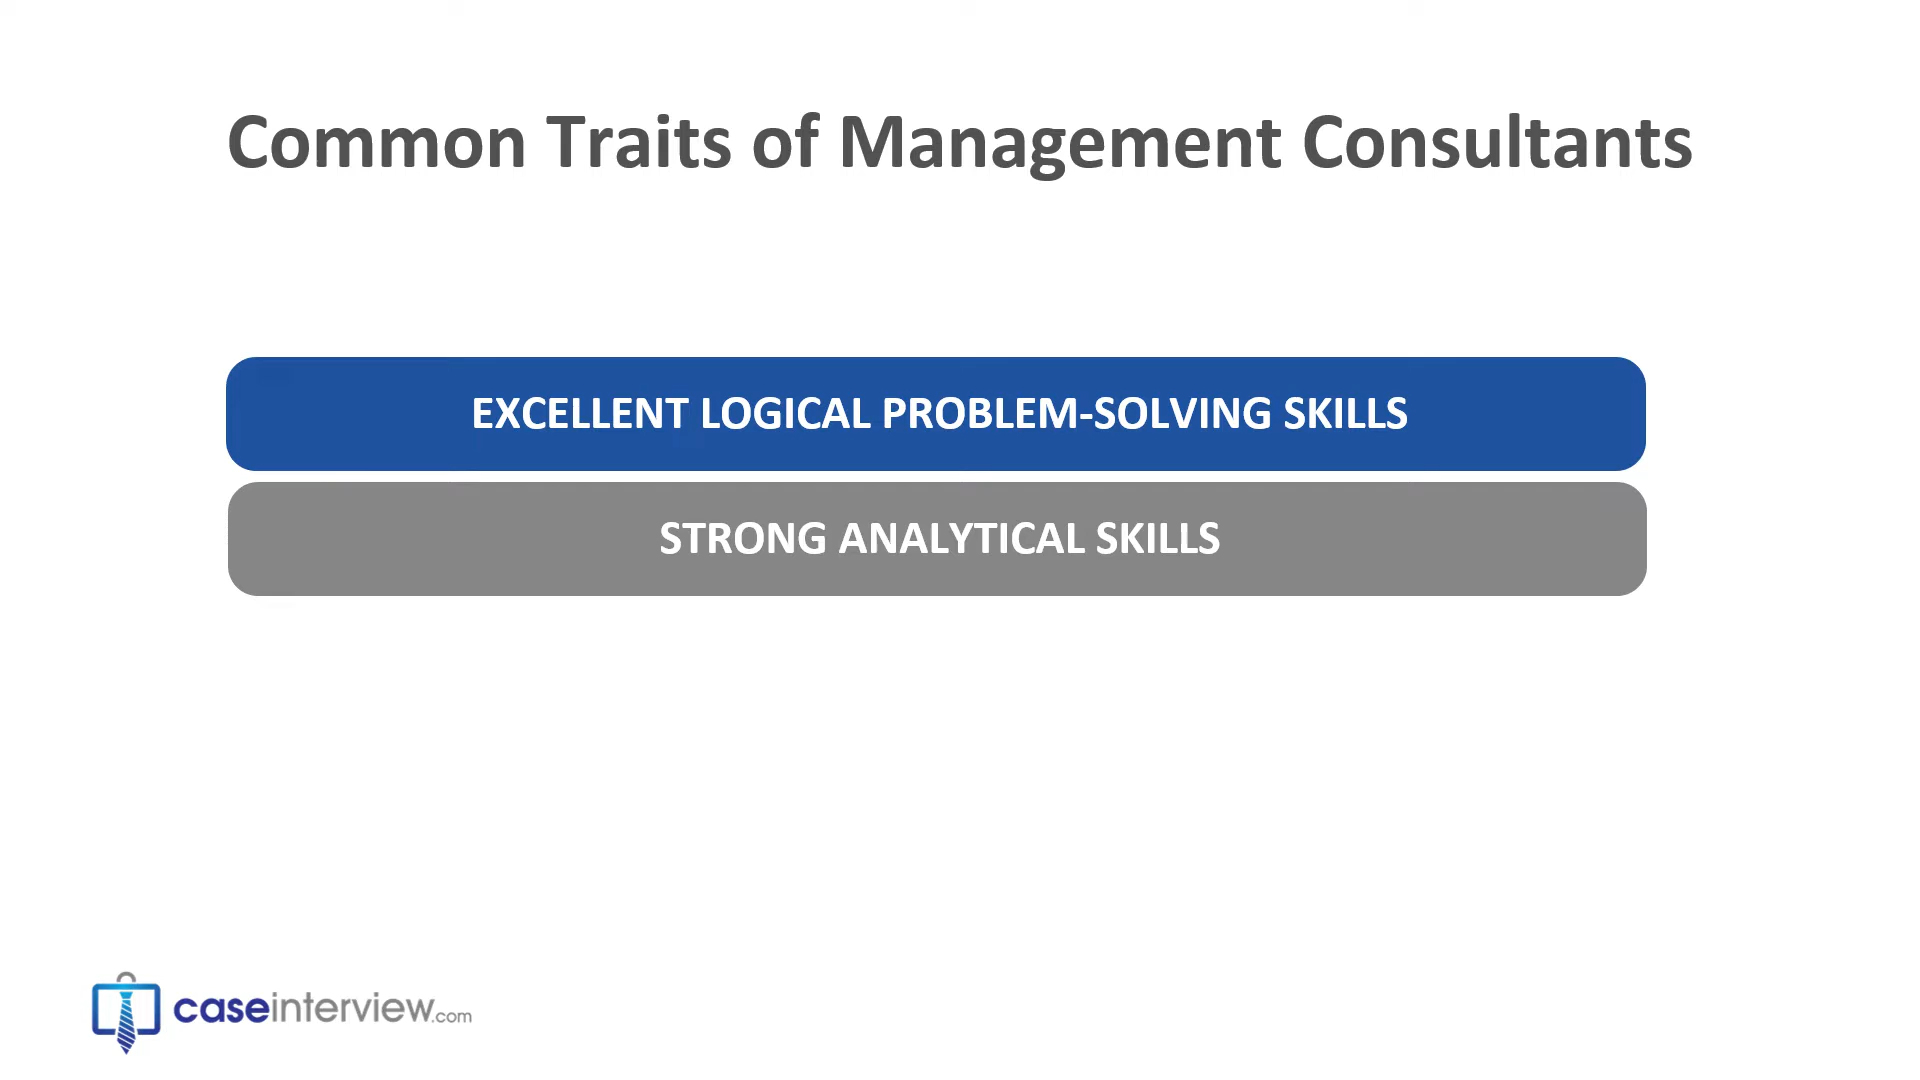 Common Traits of Management Consultants
EXCELLENT LOGICAL PROBLEM-SOLVING SKILLS
STRONG ANALYTICAL SKILLS
caseinterview.com